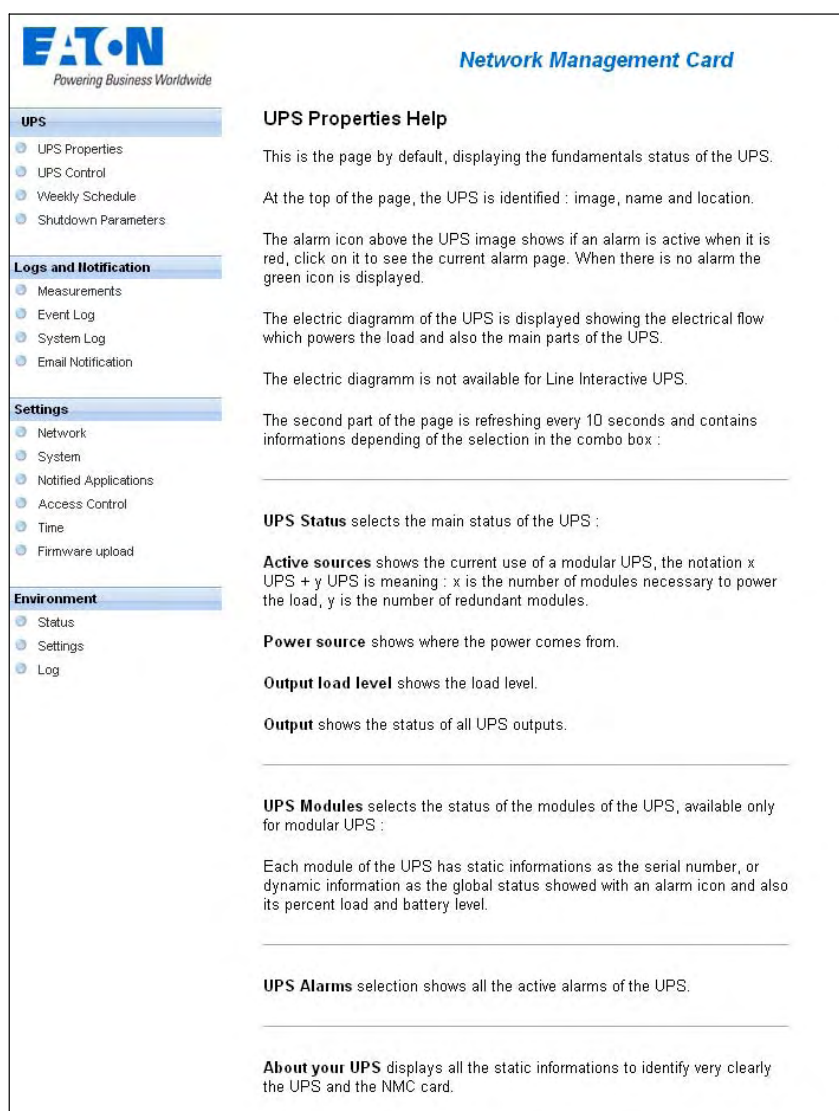 EATON
Powering Business Worldwide
Network Management Card
UPS
UPS Properties
UPS Control
Weekly Schedule
Shutdown Parameters
Logs and Notification
Measurements
Event Log
System Log
Email Notification
Settings
Network
System
Notified Applications
Access Control
Time
Firmware upload
Environment
Status
Settings
Log
UPS Properties Help
This is the page by default, displaying the fundamentals status of the UPS.
At the top of the page, the UPS is identified : image, name and location.
The alarm icon above the UPS image shows if an alarm is active when it is
red, click on it to see the current alarm page. When there is no alarm the
green icon is displayed.
The electric diagramm of the UPS is displayed showing the electrical flow
which powers the load and also the main parts of the UPS.
The electric diagramm is not available for Line Interactive UPS.
The second part of the page is refreshing every 10 seconds and contains
informations depending of the selection in the combo box :
UPS Status selects the main status of the UPS :
Active sources shows the current use of a modular UPS, the notation x
UPS + y UPS is meaning : x is the number of modules necessary to power
the load, y is the number of redundant modules.
Power source shows where the power comes from.
Output load level shows the load level.
Output shows the status of all UPS outputs.
UPS Modules selects the status of the modules of the UPS, available only
for modular UPS :
Each module of the UPS has static informations as the serial number, or
dynamic information as the global status showed with an alarm icon and also
its percent load and battery level.
UPS Alarms selection shows all the active alarms of the UPS.
About your UPS displays all the static informations to identify very clearly
the UPS and the NMC card.